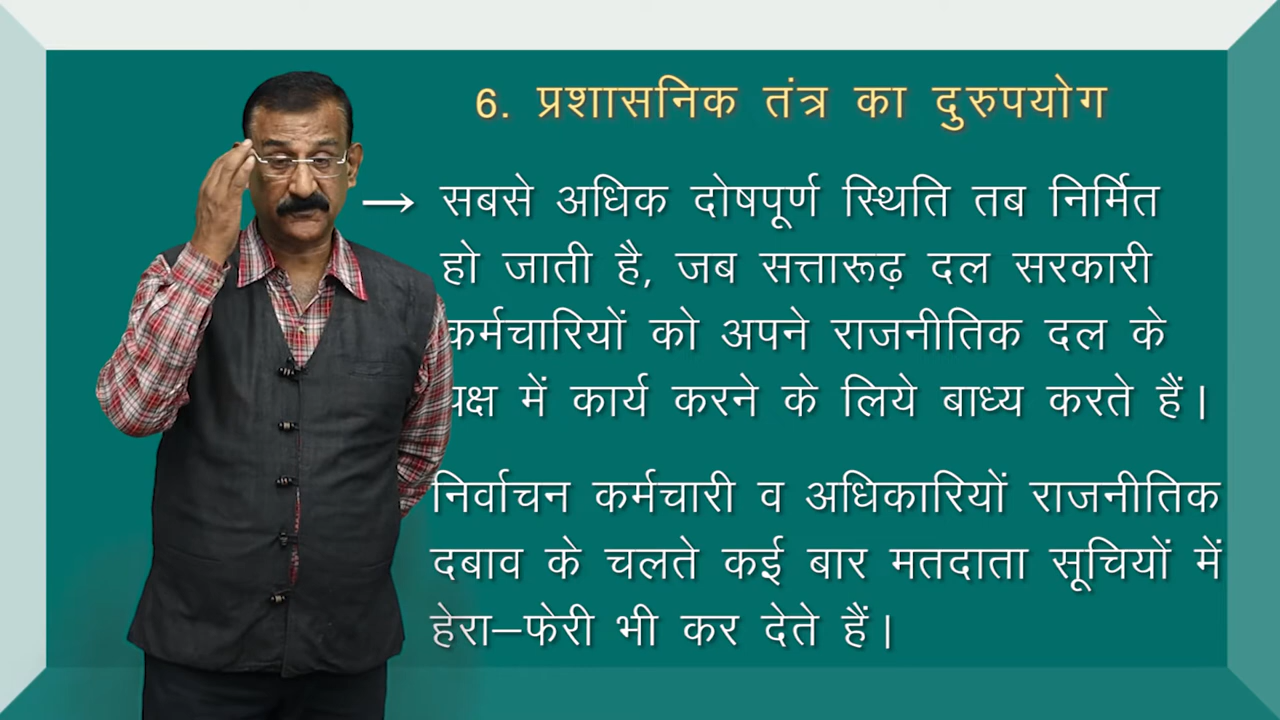 6. प्रशासनिक तंत्र का दुरुपयोग
→ सबसे अधिक दोषपूर्ण स्थिति तब निर्मित
हो जाती है, जब सत्तारूढ़ दल सरकारी
कर्मचारियों को अपने राजनीतिक दल के
पक्ष में कार्य करने के लिये बाध्य करते हैं।
निर्वाचन कर्मचारी व अधिकारियों राजनीतिक
दबाव के चलते कई बार मतदाता सूचियों में
हेरा–फेरी भी कर देते हैं।